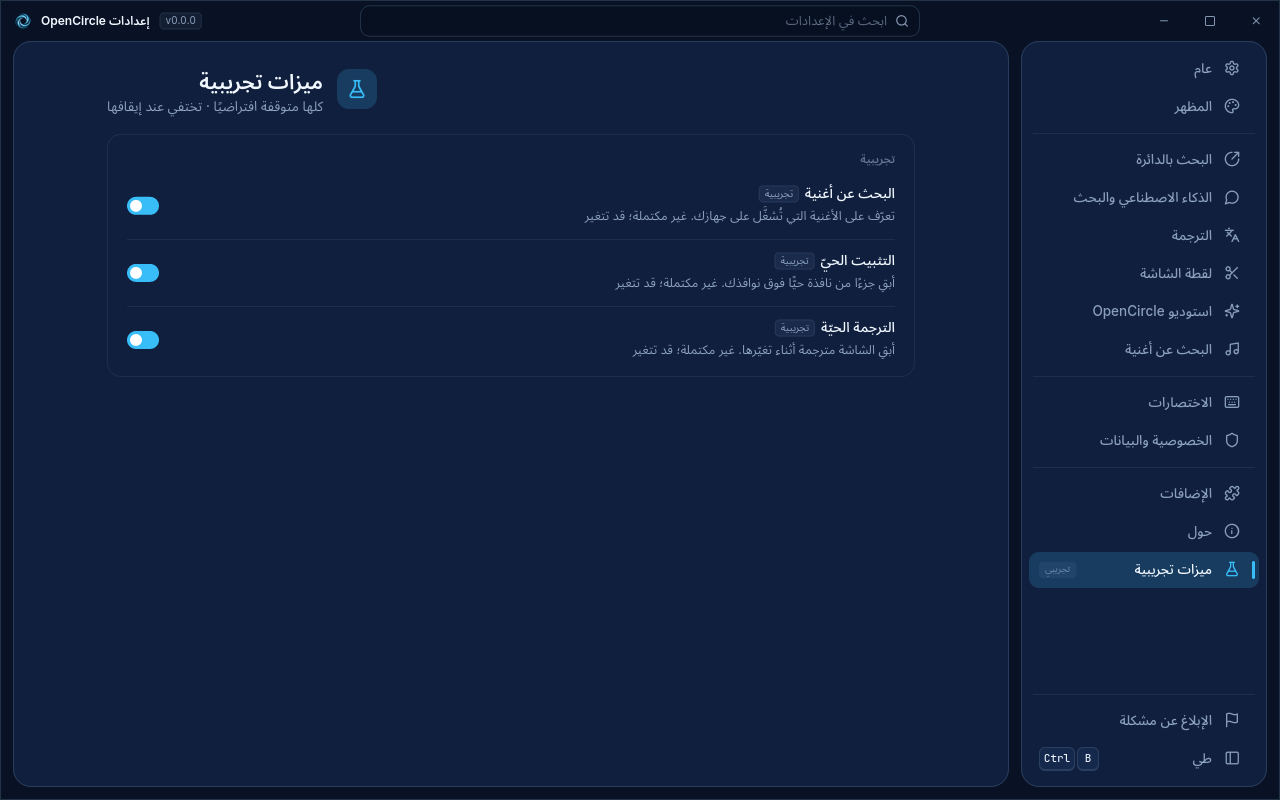 إعدادات OpenCircle
v0.0.0
ابحث في الإعدادات
عام
المظهر
البحث بالدائرة
الذكاء الاصطناعي والبحث
الترجمة
لقطة الشاشة
استوديو OpenCircle
البحث عن أغنية
الاختصارات
الخصوصية والبيانات
الإضافات
حول
ميزات تجريبية تجريبي
الإبلاغ عن مشكلة
طي Ctrl B
ميزات تجريبية
كلها متوقفة افتراضيًا · تختفي عند إيقافها
تجريبية
البحث عن أغنية تجريبية
تعرّف على الأغنية التي تُشغَّل على جهازك. غير مكتملة؛ قد تتغير
التثبيت الحيّ تجريبية
أبقِ جزءًا من نافذة حيًّا فوق نوافذك. غير مكتملة؛ قد تتغير
الترجمة الحيّة تجريبية
أبقِ الشاشة مترجمة أثناء تغيّرها. غير مكتملة؛ قد تتغير